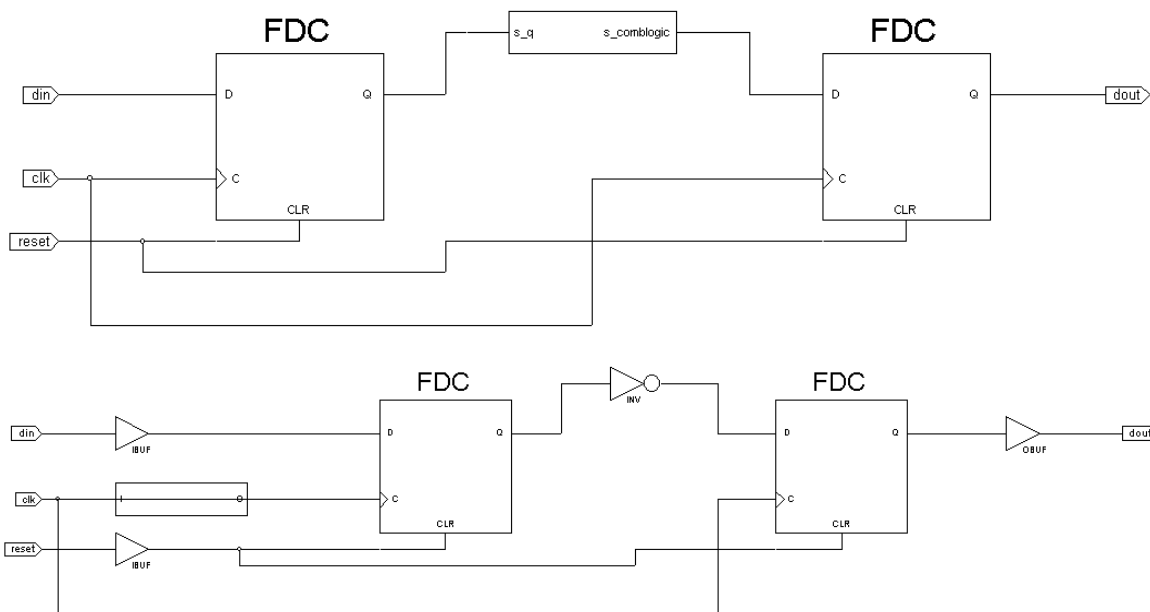 FDC
FDC
s_q s_comblogic
din
D Q
D Q
dout
clk
C
C
CLR
CLR
reset
FDC
FDC
INV
din
IBUF
D Q
D Q
OBUF
dout
clk
I O
C
C
CLR
CLR
reset
IBUF